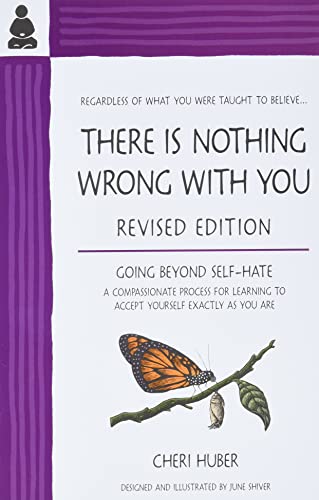 REGARDLESS OF WHAT YOU WERE TAUGHT TO BELIEVE...
THERE IS NOTHING
WRONG WITH YOU
REVISED EDITION
GOING BEYOND SELF-HATE
A COMPASSIONATE PROCESS FOR LEARNING TO
ACCEPT YOURSELF EXACTLY AS YOU ARE
CHERI HUBER
DESIGNED AND ILLUSTRATED BY JUNE SHIVER